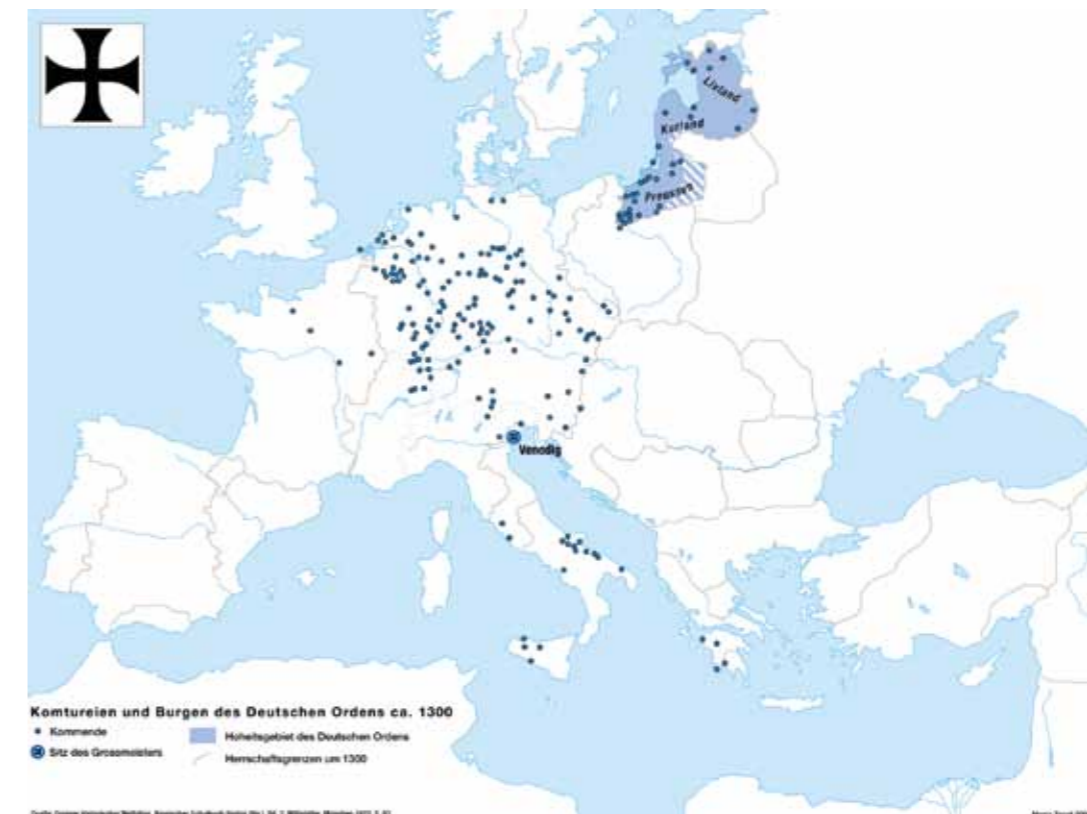 Livland
Kurland
Preussen
Venedig
Komtureien und Burgen des Deutschen Ordens ca. 1300
Kommende
Hoheitsgebiet des Deutschen Ordens
Sitz des Grossmeisters
Herrschaftsgrenzen um 1300